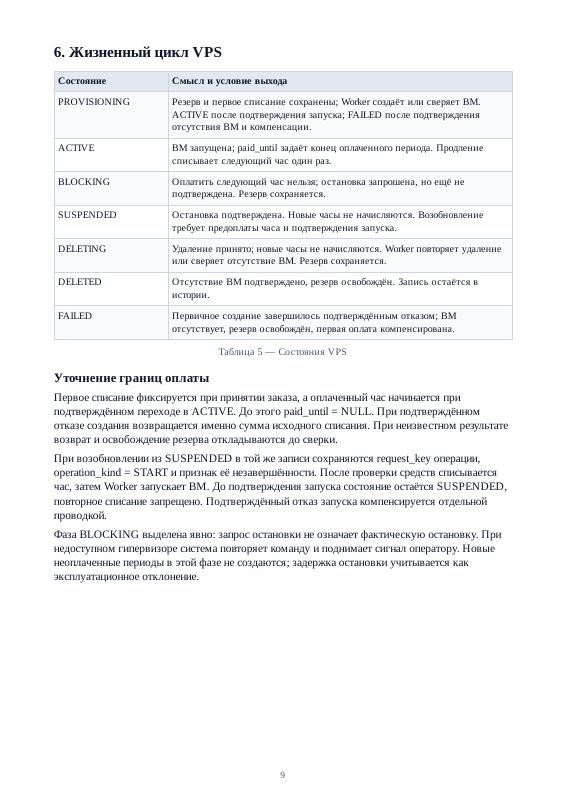 6. Жизненный цикл VPS
Состояние
Смысл и условие выхода
PROVISIONING
Резерв и первое списание сохранены; Worker создаёт или сверяет ВМ.
ACTIVE после подтверждения запуска; FAILED после подтверждения
отсутствия ВМ и компенсации.
ACTIVE
ВМ запущена; paid_until задаёт конец оплаченного периода. Продление
списывает следующий час один раз.
BLOCKING
Оплатить следующий час нельзя; остановка запрошена, но ещё не
подтверждена. Резерв сохраняется.
SUSPENDED
Остановка подтверждена. Новые часы не начисляются. Возобновление
требует предоплаты часа и подтверждения запуска.
DELETING
Удаление принято; новые часы не начисляются. Worker повторяет удаление
или сверяет отсутствие ВМ. Резерв сохраняется.
DELETED
Отсутствие ВМ подтверждено, резерв освобождён. Запись остаётся в
истории.
FAILED
Первичное создание завершилось подтверждённым отказом; ВМ
отсутствует, резерв освобождён, первая оплата компенсирована.
Таблица 5 — Состояния VPS
Уточнение границ оплаты
Первое списание фиксируется при принятии заказа, а оплаченный час начинается при
подтверждённом переходе в ACTIVE. До этого paid_until = NULL. При подтверждённом
отказе создания возвращается именно сумма исходного списания. При неизвестном результате
возврат и освобождение резерва откладываются до сверки.
При возобновлении из SUSPENDED в той же записи сохраняются request_key операции,
operation_kind = START и признак её незавершённости. После проверки средств списывается
час, затем Worker запускает ВМ. До подтверждения запуска состояние остаётся SUSPENDED,
повторное списание запрещено. Подтверждённый отказ запуска компенсируется отдельной
проводкой.
Фаза BLOCKING выделена явно: запрос остановки не означает фактическую остановку. При
недоступном гипервизоре система повторяет команду и поднимает сигнал оператору. Новые
неоплаченные периоды в этой фазе не создаются; задержка остановки учитывается как
эксплуатационное отклонение.
9